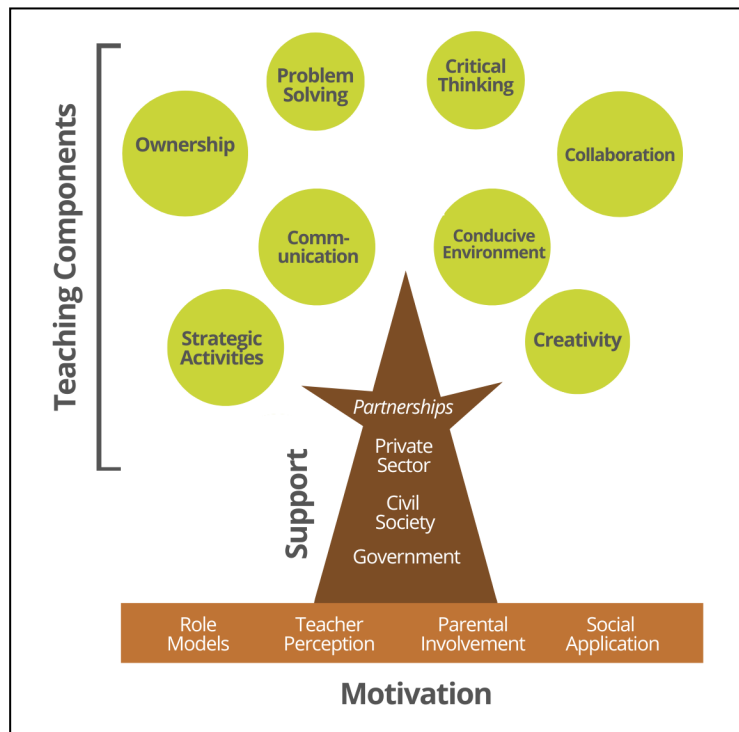 Teaching Components
Problem
Solving
Critical
Thinking
Ownership
Collaboration
Comm-
unication
Conducive
Environment
Strategic
Activities
Creativity
Support
Partnerships
Private
Sector
Civil
Society
Government
Role
Models
Teacher
Perception
Parental
Involvement
Social
Application
Motivation